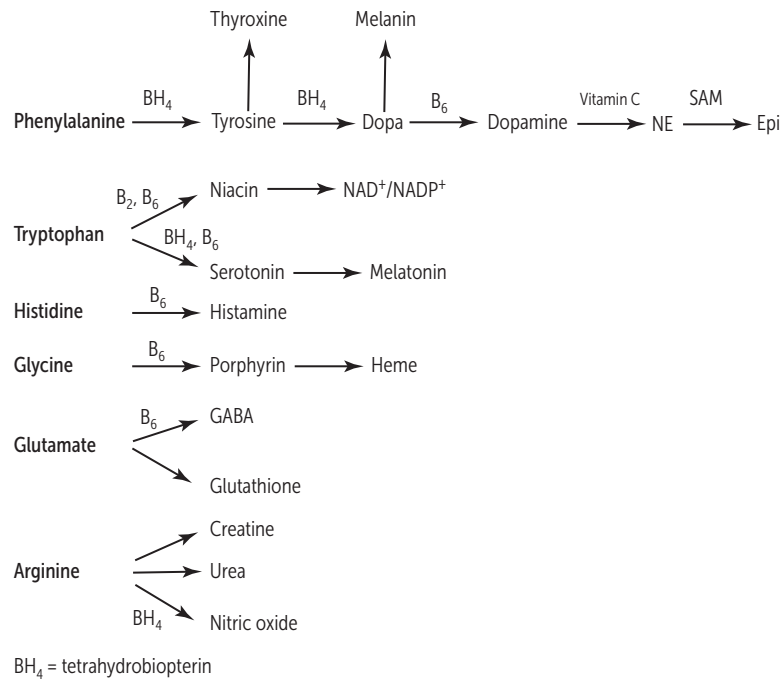 Thyroxine Melanin
BH₄ BH₄ B₆ Vitamin C SAM
Phenylalanine Tyrosine Dopa Dopamine NE Epi
Niacin NAD⁺/NADP⁺
B₂, B₆
Tryptophan
BH₄, B₆
Serotonin Melatonin
B₆
Histidine Histamine
B₆
Glycine Porphyrin Heme
B₆ GABA
Glutamate
Glutathione
Creatine
Arginine Urea
BH₄ Nitric oxide
BH₄ = tetrahydrobiopterin